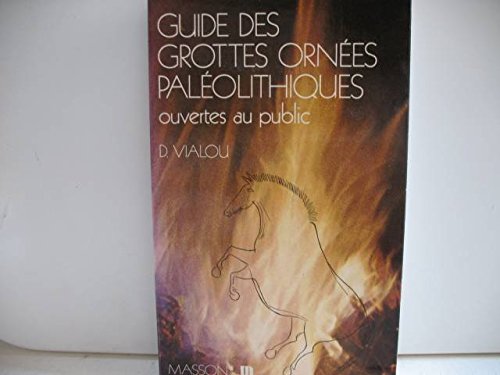 GUIDE DES
GROTTES ORNÉES
PALÉOLITHIQUES
ouvertes au public
D. VIALOU
MASSON m